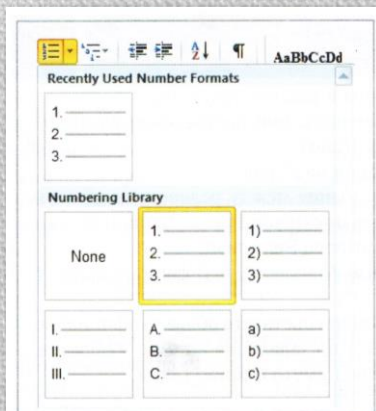 AaBbCcDd
Recently Used Number Formats
1.
2.
3.
Numbering Library
None
1.
2.
3.
1)
2)
3)
I.
II.
III.
A.
B.
C.
a)
b)
c)